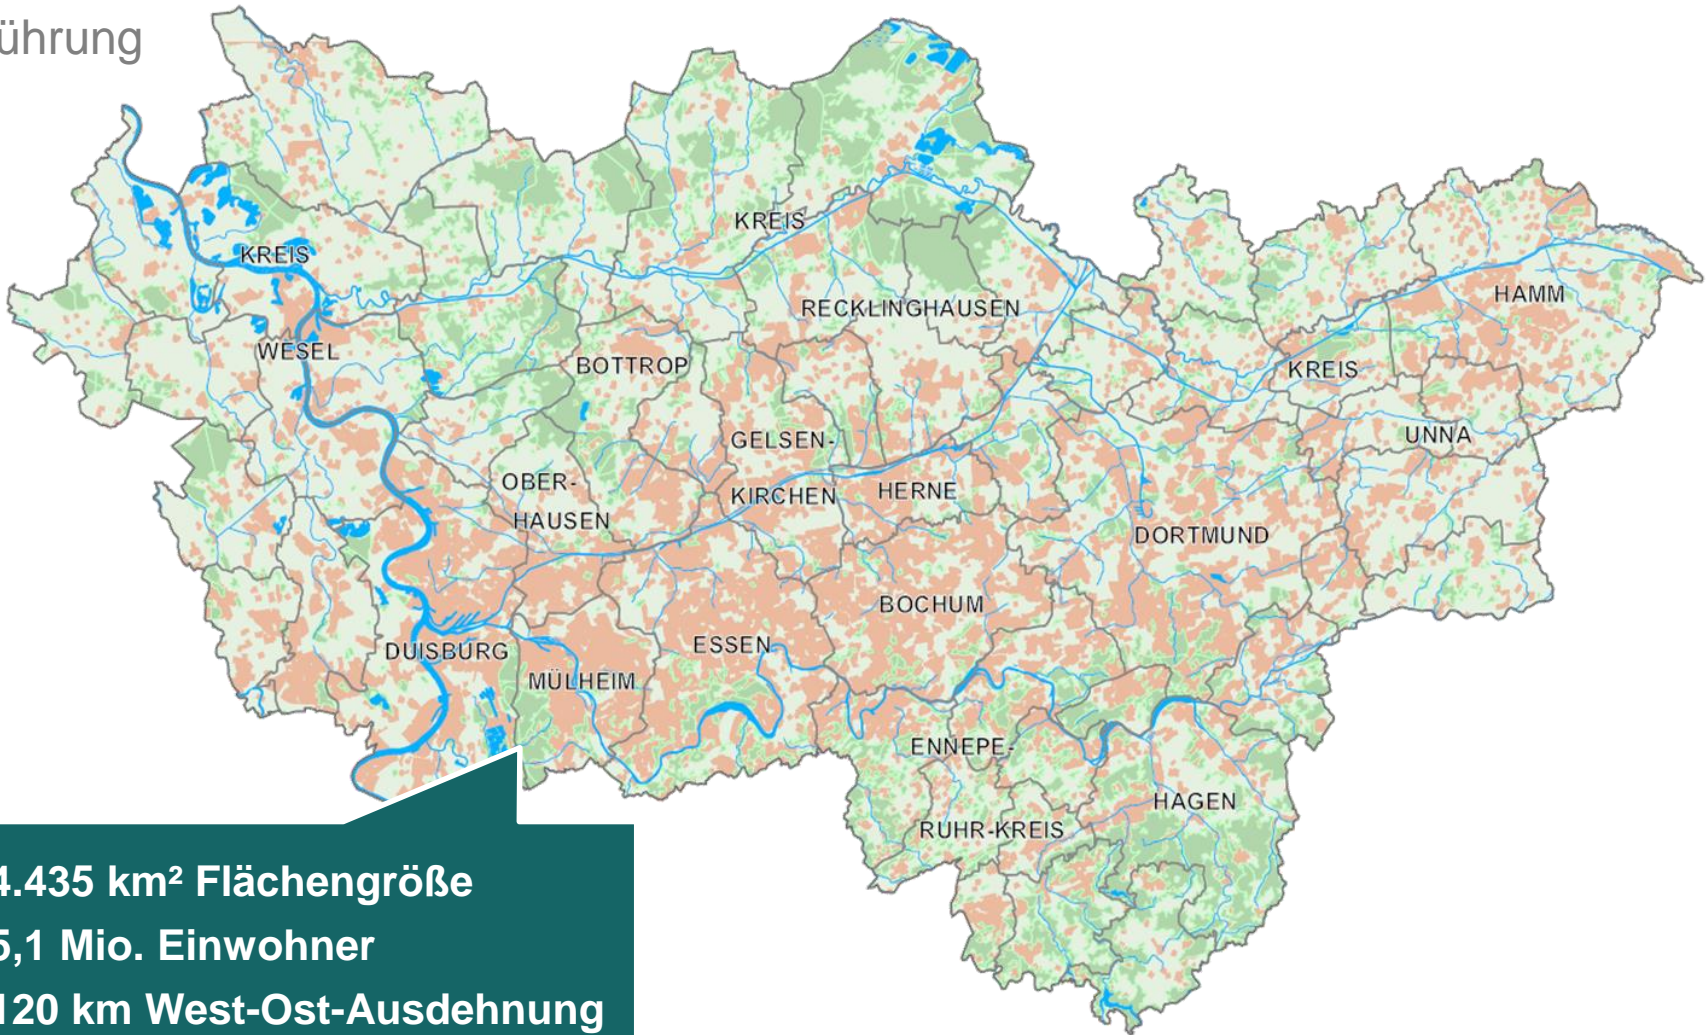 ührung
KREIS
KREIS
HAMM
RECKLINGHAUSEN
WESEL
BOTTROP
KREIS
GELSEN-
UNNA
OBER-
KIRCHEN
HERNE
HAUSEN
DORTMUND
BOCHUM
DUISBURG
ESSEN
MÜLHEIM
ENNEPE-
HAGEN
RUHR-KREIS
4.435 km² Flächengröße
5,1 Mio. Einwohner
120 km West-Ost-Ausdehnung